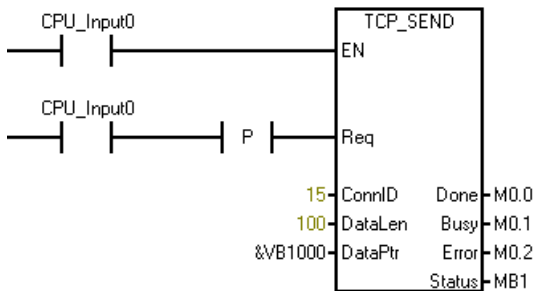 CPU_Input0 TCP_SEND
EN
CPU_Input0
P Req
15 ConnID Done M0.0
100 DataLen Busy M0.1
&VB1000 DataPtr Error M0.2
Status MB1